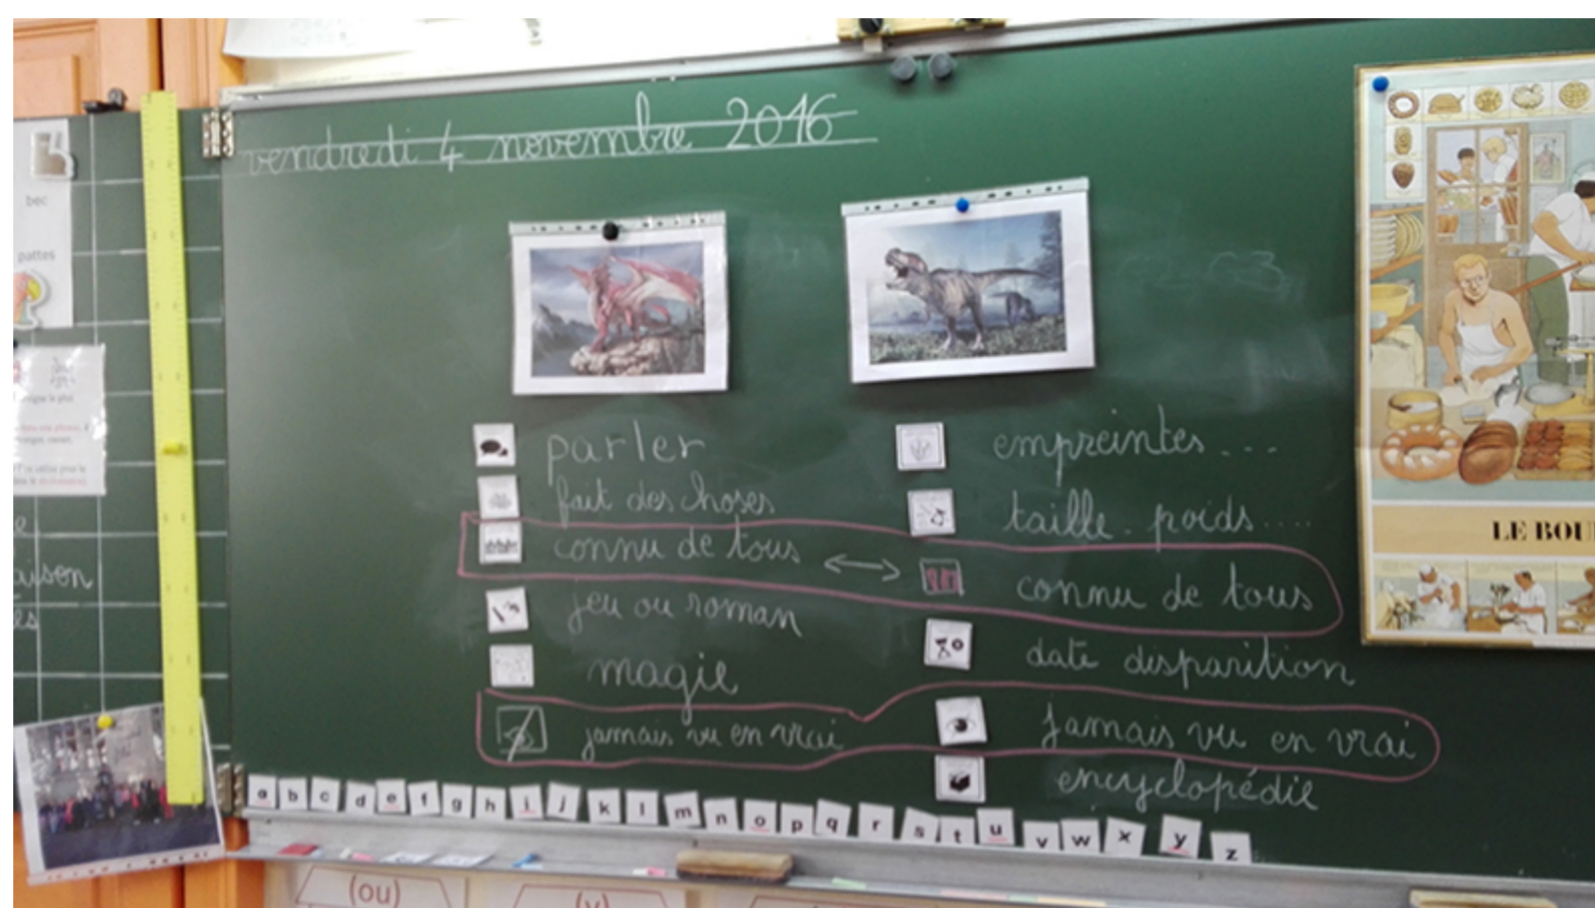 vendredi 4 novembre 2016
bec
pattes
parler
fait des choses
connu de tous
jeu ou roman
magie
jamais vu en vrai
empreintes....
taille. poids.....
connu de tous
date disparition
jamais vu en vrai
encyclopédie
LE BOU
a b c d e f g h i j k l m n o p q r s t u v w x y z
(ou)
(y)